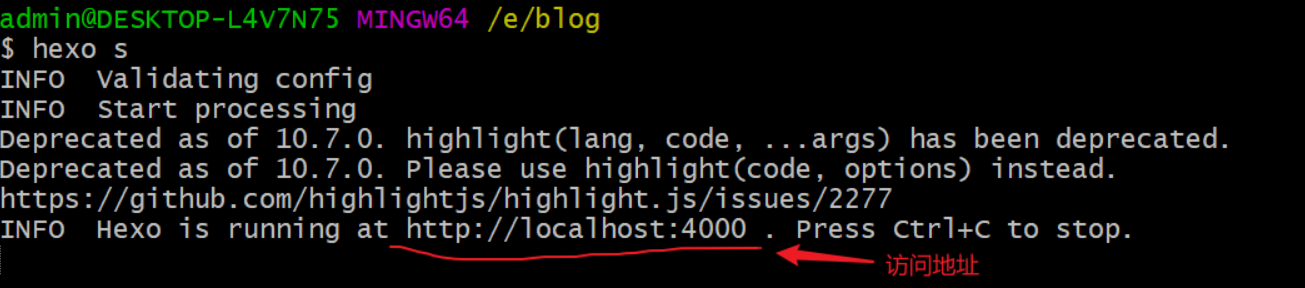 admin@DESKTOP-L4V7N75 MINGW64 /e/blog
$ hexo s
INFO  Validating config
INFO  Start processing
Deprecated as of 10.7.0. highlight(lang, code, ...args) has been deprecated.
Deprecated as of 10.7.0. Please use highlight(code, options) instead.
https://github.com/highlightjs/highlight.js/issues/2277
INFO  Hexo is running at http://localhost:4000 . Press Ctrl+C to stop.
访问地址